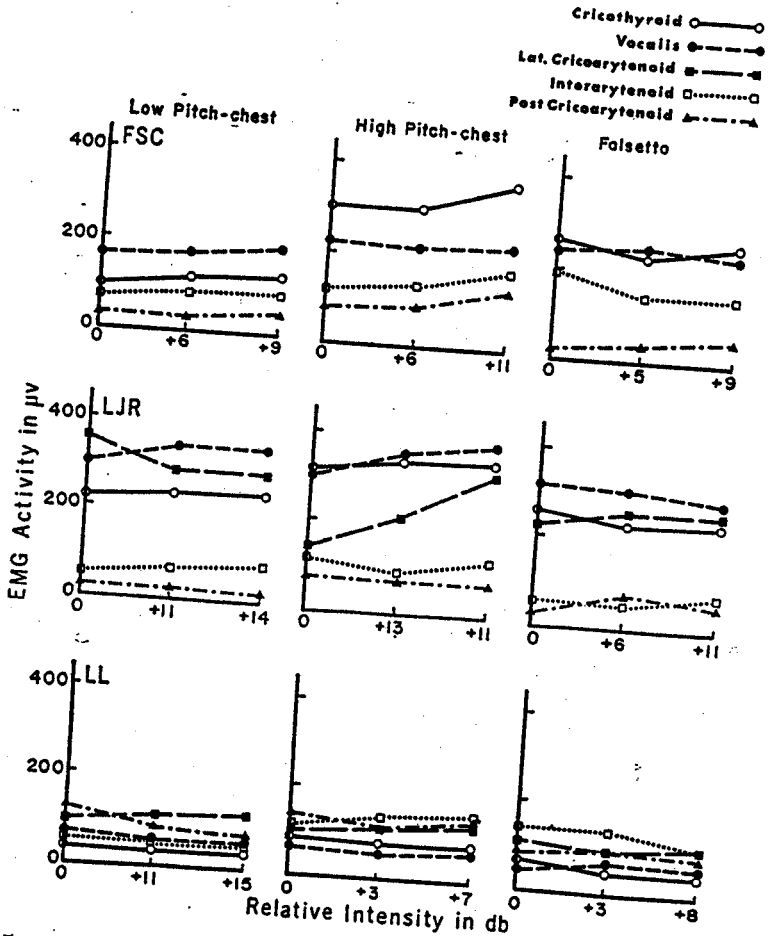 Cricothyroid
Vocalis
Lat. Cricoarytenoid
Interarytenoid
Post Cricoarytenoid
Low Pitch-chest
High Pitch-chest
Falsetto
400
FSC
200
0
0 +6 +9
0 +6 +11
0 +5 +9
EMG Activity in μv
400
LJR
200
0
0 +11 +14
0 +13 +11
0 +6 +11
400
LL
200
0
0 +11 +15
0 +3 +7
0 +3 +8
Relative Intensity in db